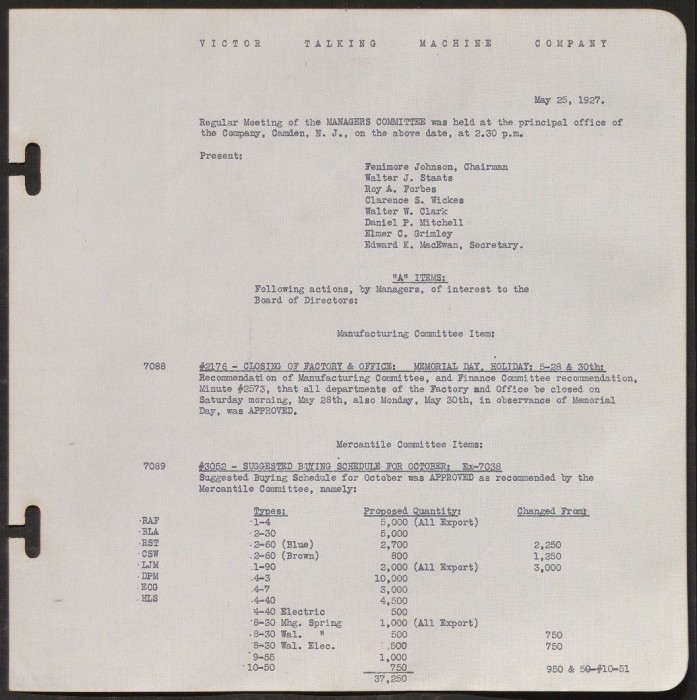 VICTOR TALKING MACHINE COMPANY
May 25, 1927.
Regular Meeting of the MANAGERS COMMITTEE was held at the principal office of
the Company, Camden, N. J., on the above date, at 2.30 p.m.
Present:
Fenimore Johnson, Chairman
Walter J. Staats
Roy A. Forbes
Clarence S. Wickes
Walter W. Clark
Daniel P. Mitchell
Elmer C. Grimley
Edward K. MacEwan, Secretary.
"A" ITEMS:
Following actions, by Managers, of interest to the
Board of Directors:
Manufacturing Committee Item:
7088 #2176 - CLOSING OF FACTORY & OFFICE: MEMORIAL DAY, HOLIDAY; 5-28 & 30th:
Recommendation of Manufacturing Committee, and Finance Committee recommendation,
Minute #2573, that all departments of the Factory and Office be closed on
Saturday morning, May 28th, also Monday, May 30th, in observance of Memorial
Day, was APPROVED.
Mercantile Committee Items:
7089 #3052 - SUGGESTED BUYING SCHEDULE FOR OCTOBER: Ex-7038
Suggested Buying Schedule for October was APPROVED as recommended by the
Mercantile Committee, namely:
Types: Proposed Quantity: Changed From:
RAF 1-4 5,000 (All Export)
BLA 2-30 5,000
RST 2-60 (Blue) 2,700 2,250
CSW 2-60 (Brown) 800 1,250
LJM 1-90 2,000 (All Export) 3,000
DPM 4-3 10,000
ECG 4-7 3,000
HLS 4-40 4,500
4-40 Electric 500
8-30 Mhg. Spring 1,000 (All Export)
8-30 Wal. " 500 750
8-30 Wal. Elec. 500 750
9-55 1,000
10-50 750 950 & 50-#10-51
37,250